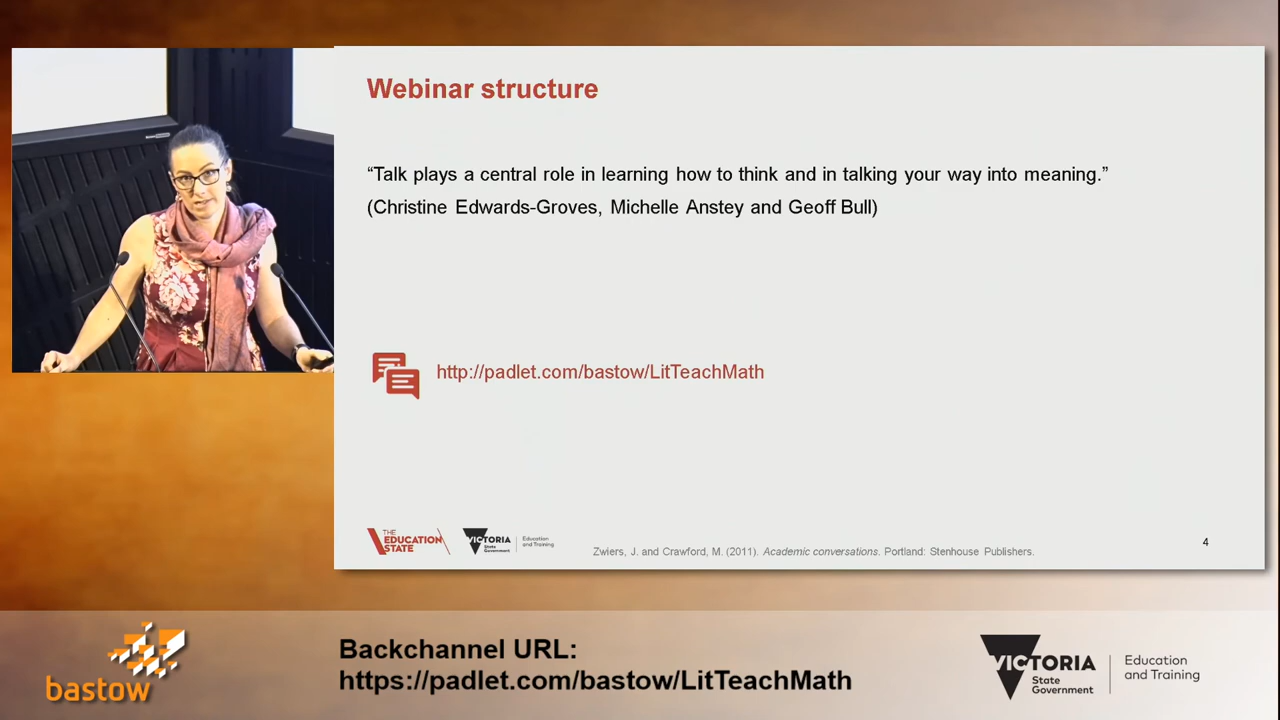 Webinar structure
“Talk plays a central role in learning how to think and in talking your way into meaning.”
(Christine Edwards-Groves, Michelle Anstey and Geoff Bull)
http://padlet.com/bastow/LitTeachMath
THE
EDUCATION
STATE
VICTORIA
State
Government
Education
and Training
Zwiers, J. and Crawford, M. (2011). Academic conversations. Portland: Stenhouse Publishers.
4
bastow
Backchannel URL:
https://padlet.com/bastow/LitTeachMath
VICTORIA
State
Government
Education
and Training